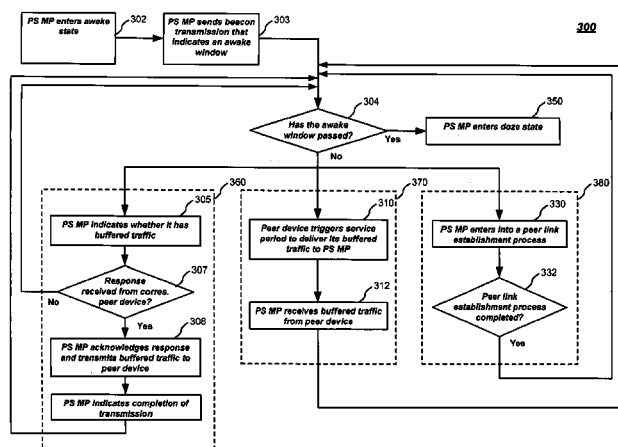 PS MP enters awake
state
302
PS MP sends beacon
transmission that
indicates an awake
window
303
300
Has the awake
window passed?
304
Yes
No
PS MP enters doze state
350
360
370
380
PS MP indicates whether it has
buffered traffic
305
Response
received from corres.
peer device?
307
No
Yes
PS MP acknowledges response
and transmits buffered traffic to
peer device
308
PS MP indicates completion of
transmission
Peer device triggers service
period to deliver its buffered
traffic to PS MP
310
PS MP receives buffered traffic
from peer device
312
PS MP enters into a peer link
establishment process
330
Peer link
establishment process
completed?
332
Yes